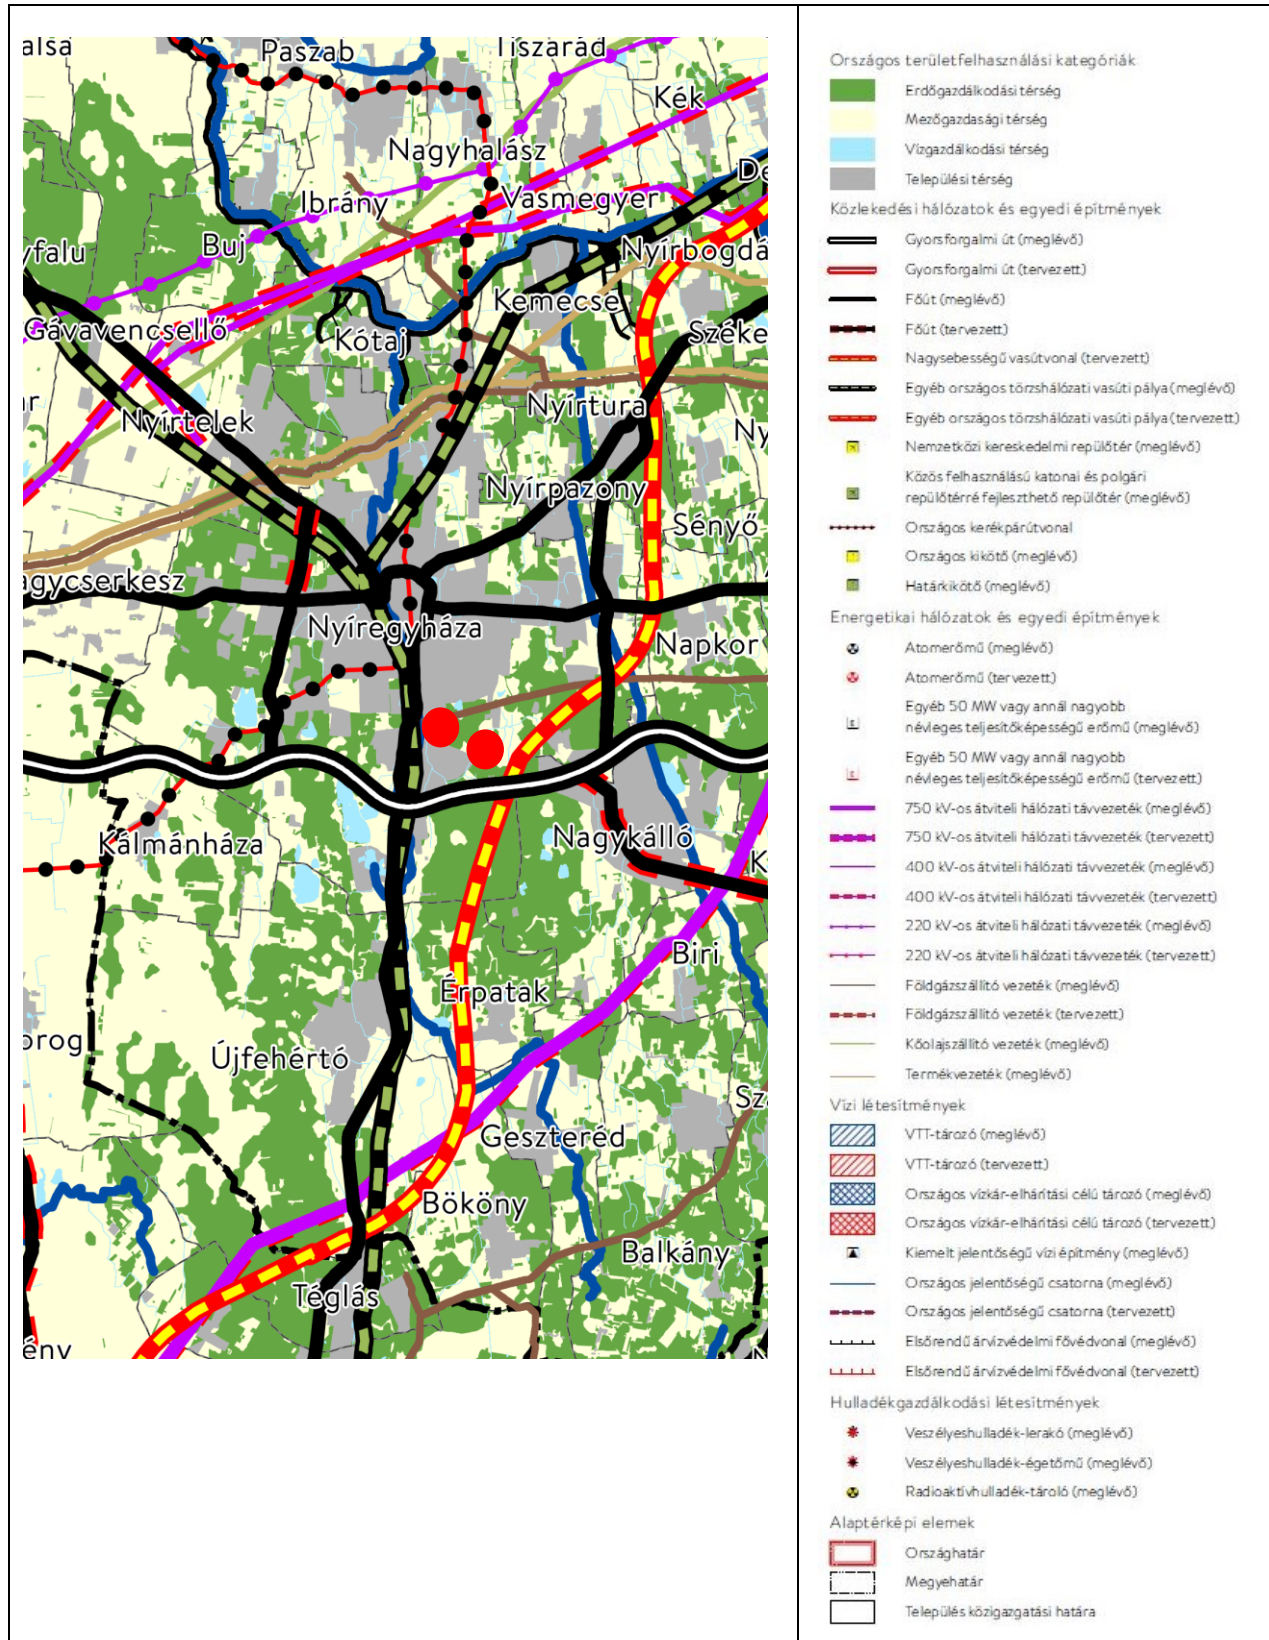 alsa
Paszab
Tiszarád
Kék
Nagyhalász
De
Ibrány
Vasmegyer
Buj
yfalu
Nyírbogdá
Kemecse
Gávavencsellő
Kótaj
Széke
ár
Nyírtelek
Nyírtura
Ny
Nyírpazony
Sényő
agycserkesz
Nyíregyháza
Napkor
Kálmánháza
Nagykálló
K
Biri
Érpatak
orog
Újfehértó
Sz
Geszteréd
Bököny
Balkány
Téglás
ény
N
Országos területfelhasználási kategóriák
Erdőgazdálkodási térség
Mezőgazdasági térség
Vízgazdálkodási térség
Települési térség
Közlekedési hálózatok és egyedi építmények
Gyorsforgalmi út (meglévő)
Gyorsforgalmi út (tervezett)
Főút (meglévő)
Főút (tervezett)
Nagysebességű vasútvonal (tervezett)
Egyéb országos törzshálózati vasúti pálya (meglévő)
Egyéb országos törzshálózati vasúti pálya (tervezett)
Nemzetközi kereskedelmi repülőtér (meglévő)
Közös felhasználású katonai és polgári
repülőtérré fejleszthető repülőtér (meglévő)
Országos kerékpárútvonal
Országos kikötő (meglévő)
Határkikötő (meglévő)
Energetikai hálózatok és egyedi építmények
Atomerőmű (meglévő)
Atomerőmű (tervezett)
Egyéb 50 MW vagy annál nagyobb
névleges teljesítőképességű erőmű (meglévő)
Egyéb 50 MW vagy annál nagyobb
névleges teljesítőképességű erőmű (tervezett)
750 kV-os átviteli hálózati távvezeték (meglévő)
750 kV-os átviteli hálózati távvezeték (tervezett)
400 kV-os átviteli hálózati távvezeték (meglévő)
400 kV-os átviteli hálózati távvezeték (tervezett)
220 kV-os átviteli hálózati távvezeték (meglévő)
220 kV-os átviteli hálózati távvezeték (tervezett)
Földgázszállító vezeték (meglévő)
Földgázszállító vezeték (tervezett)
Kőolajszállító vezeték (meglévő)
Termékvezeték (meglévő)
Vízi létesítmények
VTT-tározó (meglévő)
VTT-tározó (tervezett)
Országos vízkár-elhárítási célú tározó (meglévő)
Országos vízkár-elhárítási célú tározó (tervezett)
Kiemelt jelentőségű vízi építmény (meglévő)
Országos jelentőségű csatorna (meglévő)
Országos jelentőségű csatorna (tervezett)
Elsőrendű árvízvédelmi fővédvonal (meglévő)
Elsőrendű árvízvédelmi fővédvonal (tervezett)
Hulladékgazdálkodási létesítmények
Veszélyeshulladék-lerakó (meglévő)
Veszélyeshulladék-égetőmű (meglévő)
Radioaktívhulladék-tároló (meglévő)
Alaptérképi elemek
Országhatár
Megyehatár
Település közigazgatási határa